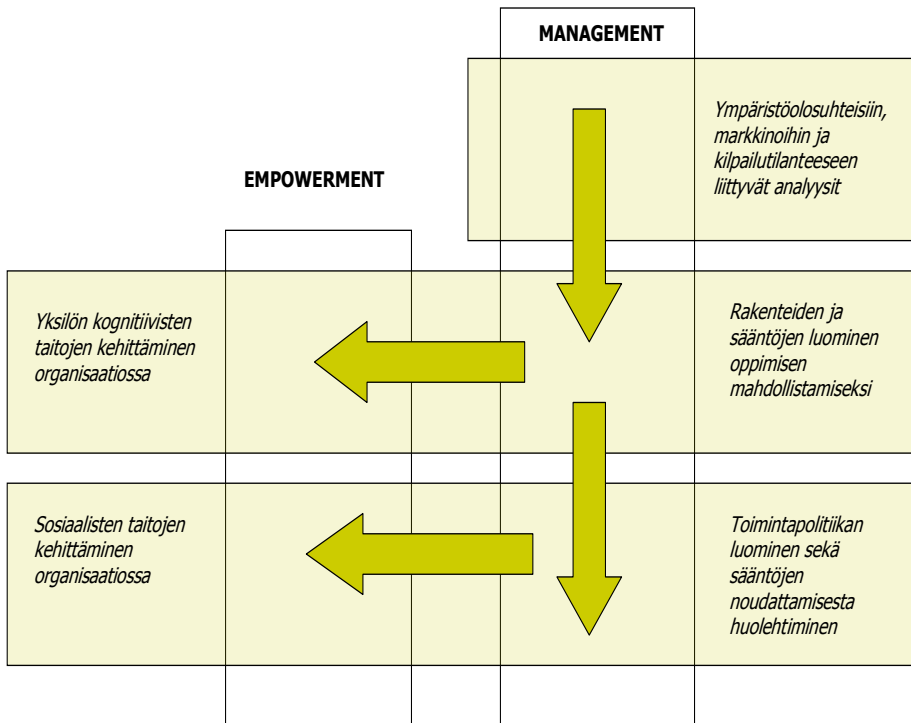 MANAGEMENT
Ympäristöolosuhteisiin,
markkinoihin ja
kilpailutilanteeseen
liittyvät analyysit
EMPOWERMENT
Yksilön kognitiivisten
taitojen kehittäminen
organisaatiossa
Rakenteiden ja
sääntöjen luominen
oppimisen
mahdollistamiseksi
Sosiaalisten taitojen
kehittäminen
organisaatiossa
Toimintapolitiikan
luominen sekä
sääntöjen
noudattamisesta
huolehtiminen